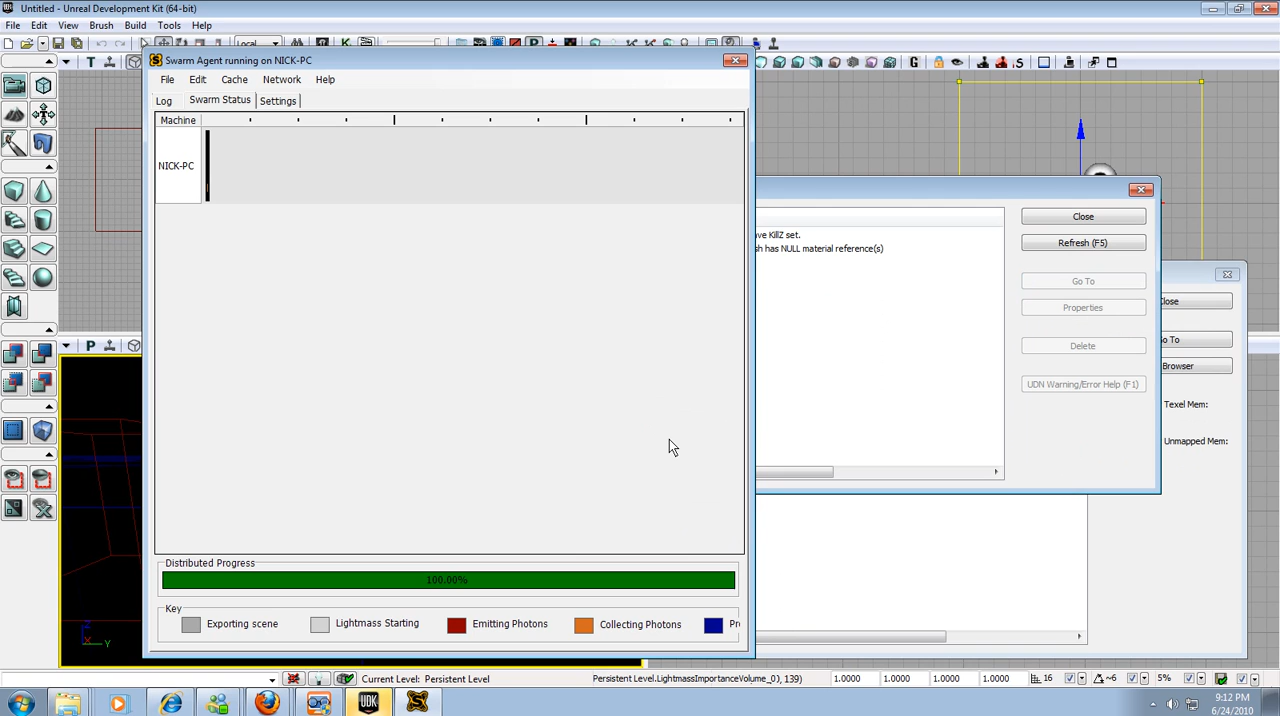 Untitled - Unreal Development Kit (64-bit)
File Edit View Brush Build Tools Help
Local
Swarm Agent running on NICK-PC
File Edit Cache Network Help
Log Swarm Status Settings
Machine
NICK-PC
ave KillZ set.
sh has NULL material reference(s)
Close
Refresh (F5)
Go To
Properties
Delete
UDN Warning/Error Help (F1)
lose
o To
Browser
Texel Mem:
Unmapped Mem:
Distributed Progress
100.00%
Key
Exporting scene Lightmass Starting Emitting Photons Collecting Photons Pr
Z
X Y
Current Level: Persistent Level Persistent Level.LightmassImportanceVolume_0), 139) 1.0000 1.0000 1.0000 1.0000 16 6 5%
UDK
9:12 PM
6/24/2010